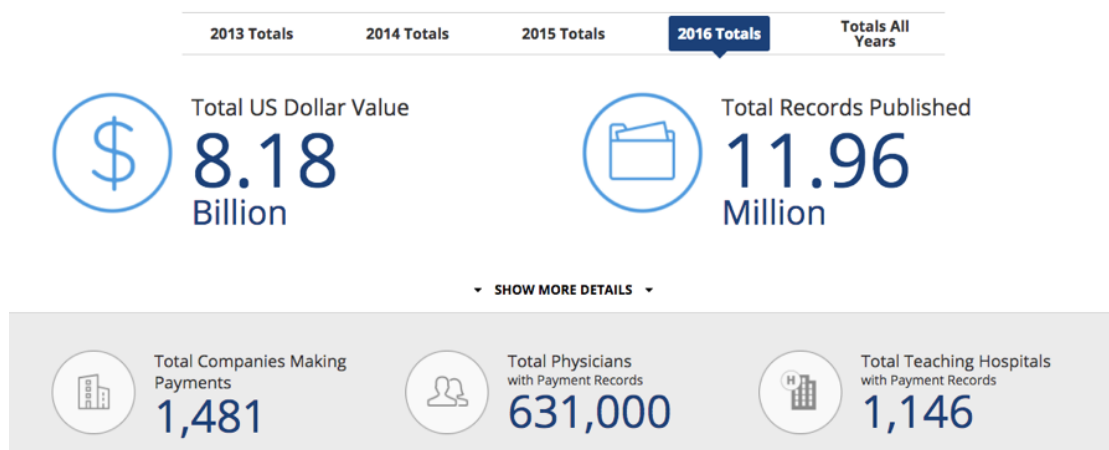 2013 Totals
2014 Totals
2015 Totals
2016 Totals
Totals All
Years
Total US Dollar Value
8.18
Billion
Total Records Published
11.96
Million
SHOW MORE DETAILS
Total Companies Making
Payments
1,481
Total Physicians
with Payment Records
631,000
H
Total Teaching Hospitals
with Payment Records
1,146